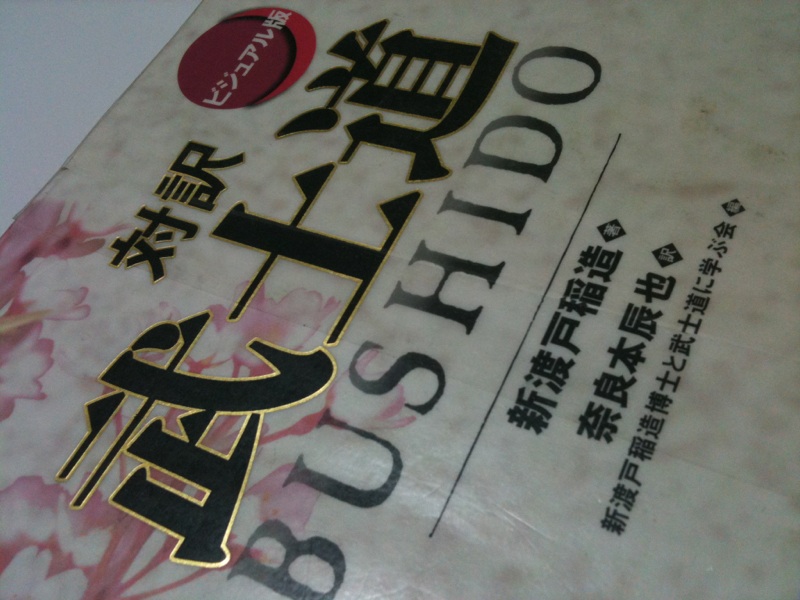 ビジュアル版
対訳
武士道
BUSHIDO
新渡戸稲造 著
奈良本辰也 訳
新渡戸稲造博士と武士道に学ぶ会 編